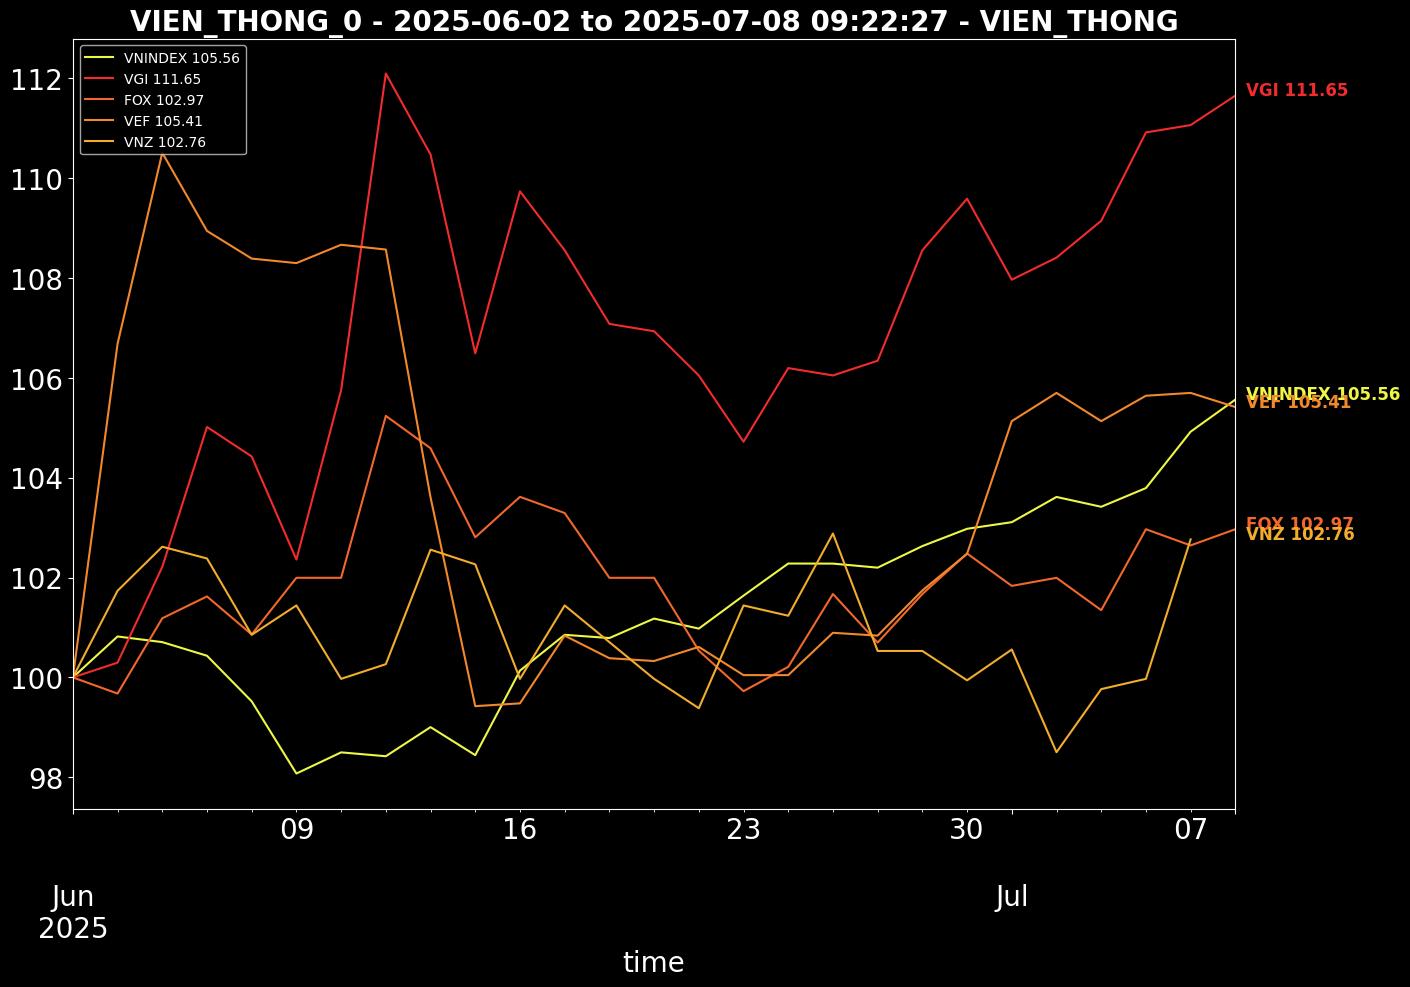 VIEN_THONG_0 - 2025-06-02 to 2025-07-08 09:22:27 - VIEN_THONG
VNINDEX 105.56
VGI 111.65
FOX 102.97
VEF 105.41
VNZ 102.76
112
110
108
106
104
102
100
98
VGI 111.65
VNINDEX 105.56
VEF 105.41
FOX 102.97
VNZ 102.76
09 16 23 30 07
Jun Jul
2025
time